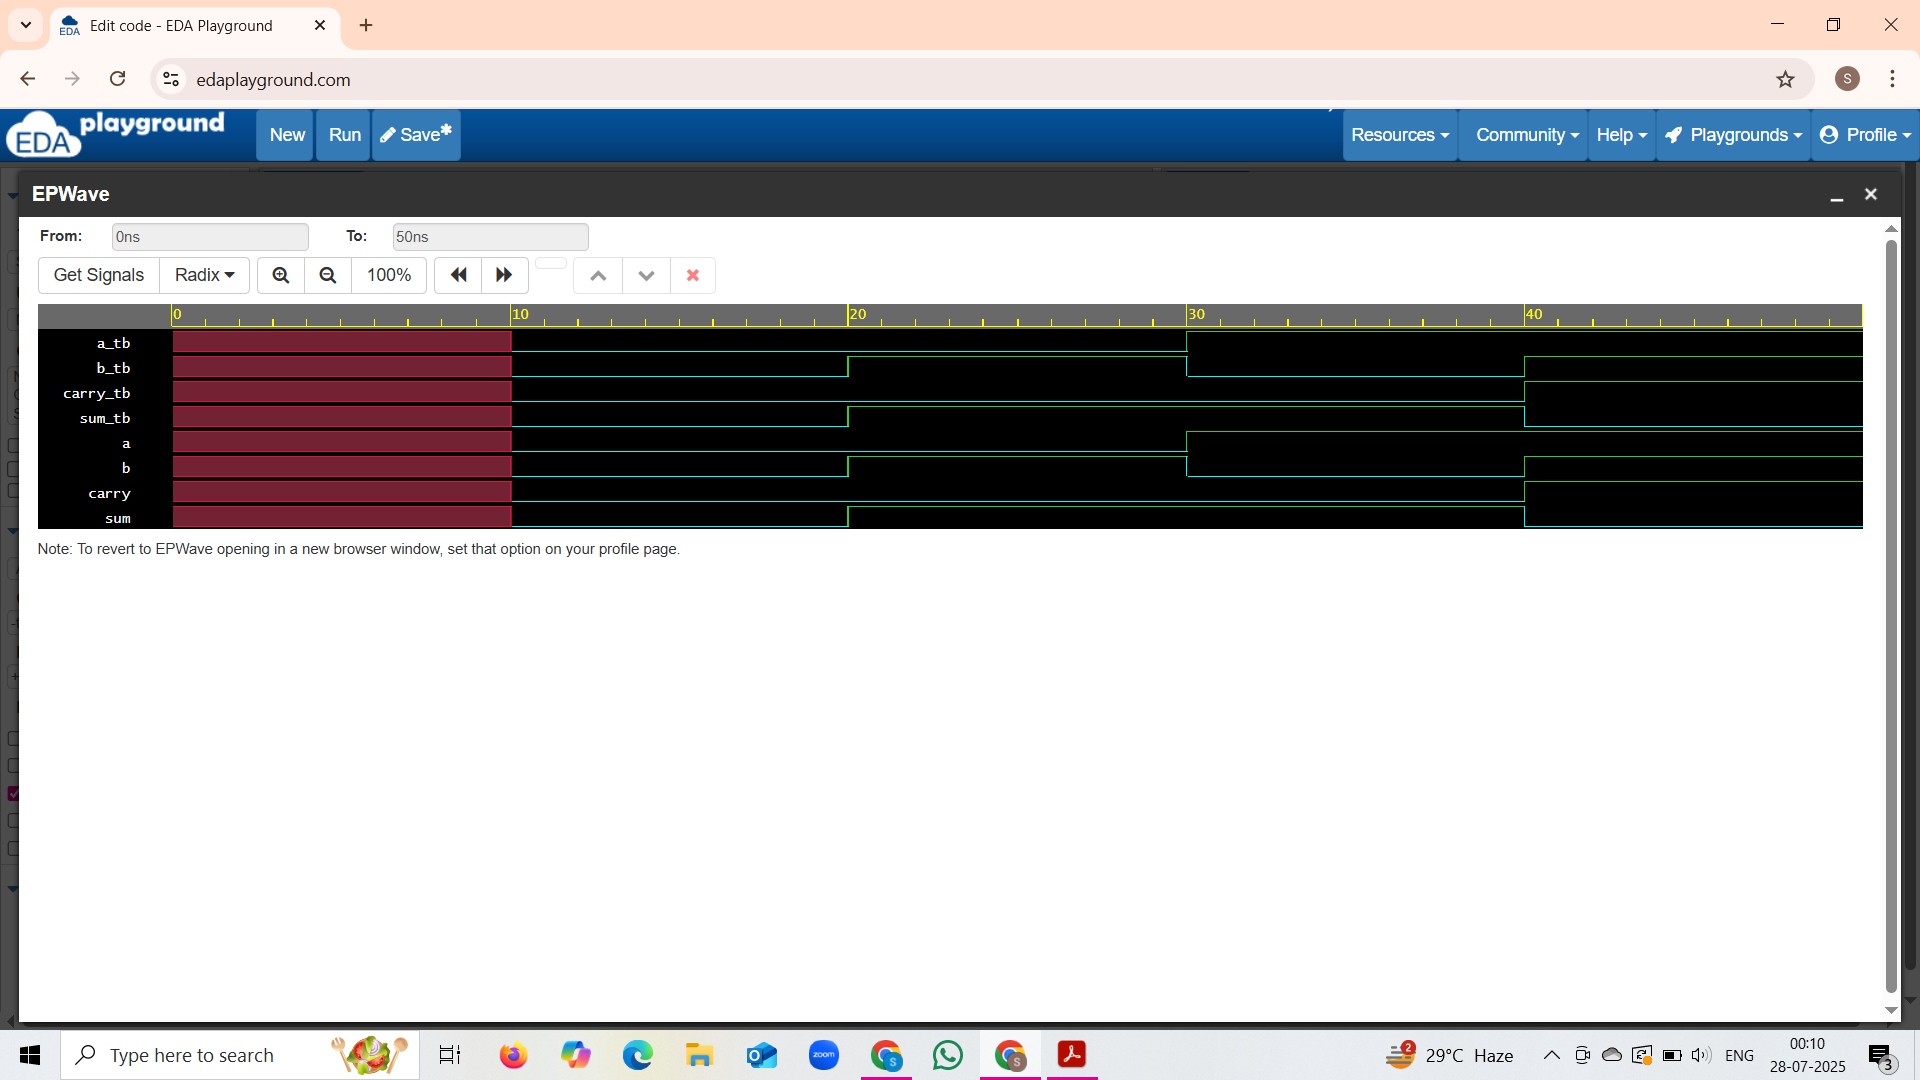 Edit code - EDA Playground
edaplayground.com
S
EDA playground
New Run Save* Resources Community Help Playgrounds Profile
EPWave
From: 0ns To: 50ns
Get Signals Radix 100%
0 10 20 30 40
a_tb
b_tb
carry_tb
sum_tb
a
b
carry
sum
Note: To revert to EPWave opening in a new browser window, set that option on your profile page.
Type here to search
zoom
S
S
2
29°C Haze
ENG
00:10
28-07-2025
3